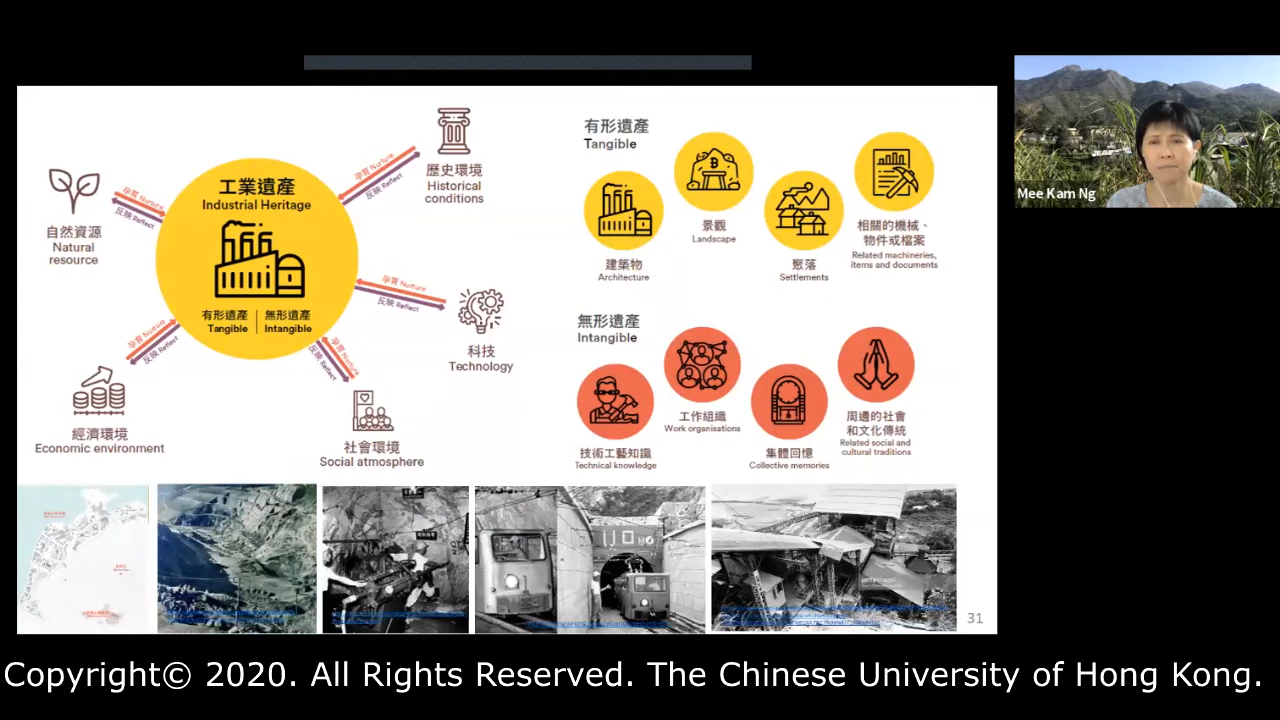 工業遺產
Industrial Heritage
有形遺產
Tangible
無形遺產
Intangible
自然資源
Natural
resource
孕育 Nurture
反映 Reflect
歷史環境
Historical
conditions
孕育 Nurture
反映 Reflect
科技
Technology
孕育 Nurture
反映 Reflect
經濟環境
Economic environment
孕育 Nurture
反映 Reflect
社會環境
Social atmosphere
孕育 Nurture
反映 Reflect
有形遺產
Tangible
建築物
Architecture
景觀
Landscape
聚落
Settlements
相關的機械、
物件或檔案
Related machineries,
items and documents
無形遺產
Intangible
技術工藝知識
Technical knowledge
工作組織
Work organisations
集體回憶
Collective memories
周邊的社會
和文化傳統
Related social and
cultural traditions
31
Mee Kam Ng
Copyright© 2020. All Rights Reserved. The Chinese University of Hong Kong.